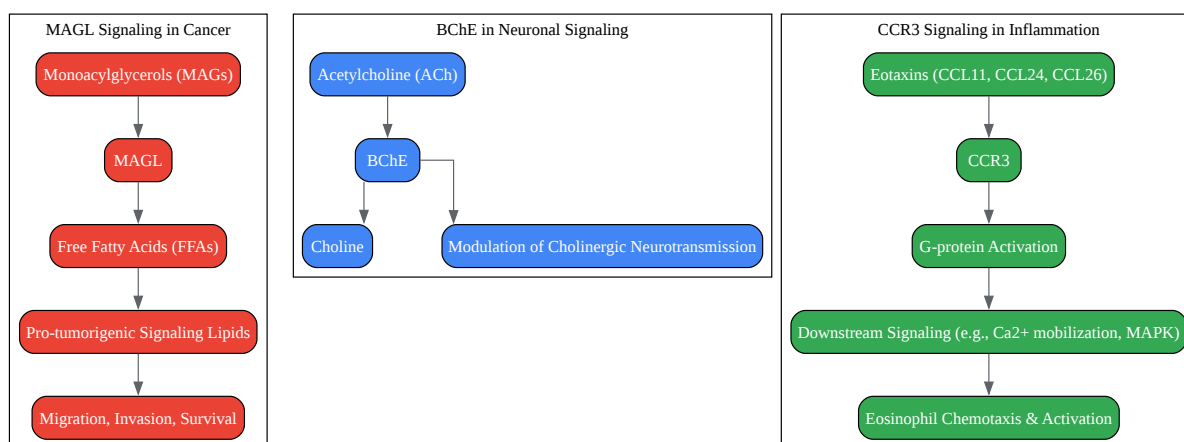 MAGL Signaling in Cancer
Monoacylglycerols (MAGs)
MAGL
Free Fatty Acids (FFAs)
Pro-tumorigenic Signaling Lipids
Migration, Invasion, Survival
BChE in Neuronal Signaling
Acetylcholine (ACh)
BChE
Choline
Modulation of Cholinergic Neurotransmission
CCR3 Signaling in Inflammation
Eotaxins (CCL11, CCL24, CCL26)
CCR3
G-protein Activation
Downstream Signaling (e.g., Ca2+ mobilization, MAPK)
Eosinophil Chemotaxis & Activation